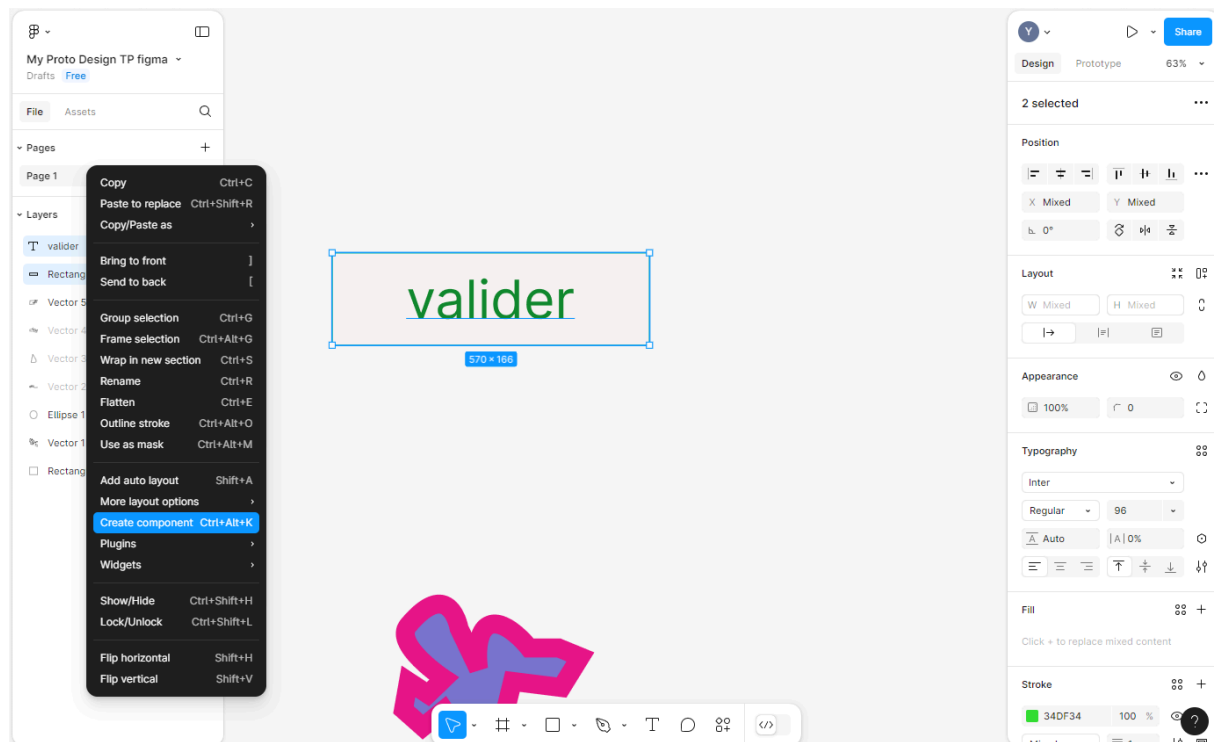 My Proto Design TP figma
Drafts Free
File Assets
Pages
Page 1
Layers
valider
Rectang
Vector 5
Vector 4
Vector 3
Vector 2
Ellipse 1
Vector 1
Rectang
Copy Ctrl+C
Paste to replace Ctrl+Shift+R
Copy/Paste as
Bring to front ]
Send to back [
Group selection Ctrl+G
Frame selection Ctrl+Alt+G
Wrap in new section Ctrl+S
Rename Ctrl+R
Flatten Ctrl+E
Outline stroke Ctrl+Alt+O
Use as mask Ctrl+Alt+M
Add auto layout Shift+A
More layout options
Create component Ctrl+Alt+K
Plugins
Widgets
Show/Hide Ctrl+Shift+H
Lock/Unlock Ctrl+Shift+L
Flip horizontal Shift+H
Flip vertical Shift+V
valider
570 × 166
Y Share
Design Prototype 63%
2 selected
Position
X Mixed Y Mixed
0°
Layout
W Mixed H Mixed
Appearance
100% 0
Typography
Inter
Regular 96
A Auto |A| 0%
Fill
Click + to replace mixed content
Stroke
34DF34 100 %
?